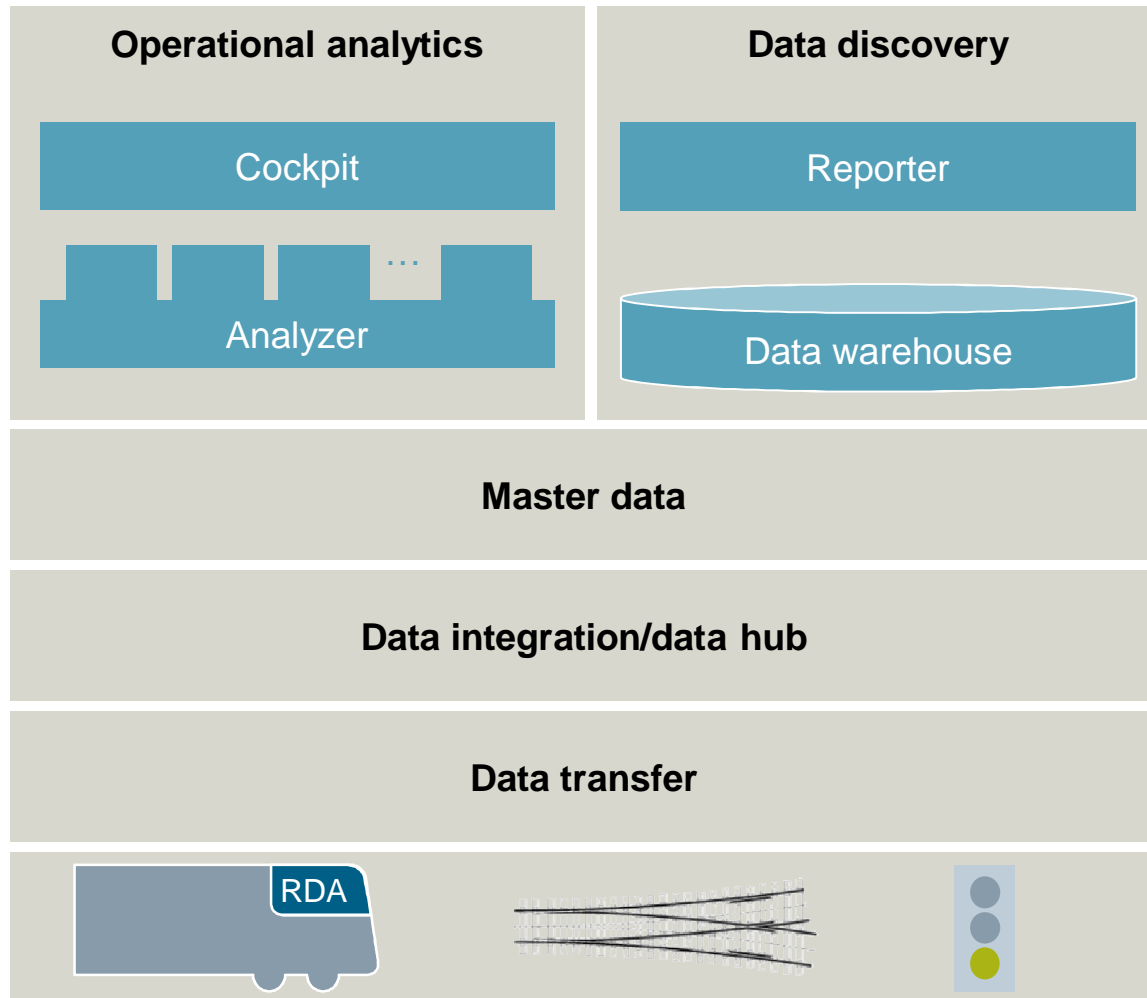 Operational analytics
Data discovery
Cockpit
Reporter
...
Analyzer
Data warehouse
Master data
Data integration/data hub
Data transfer
RDA